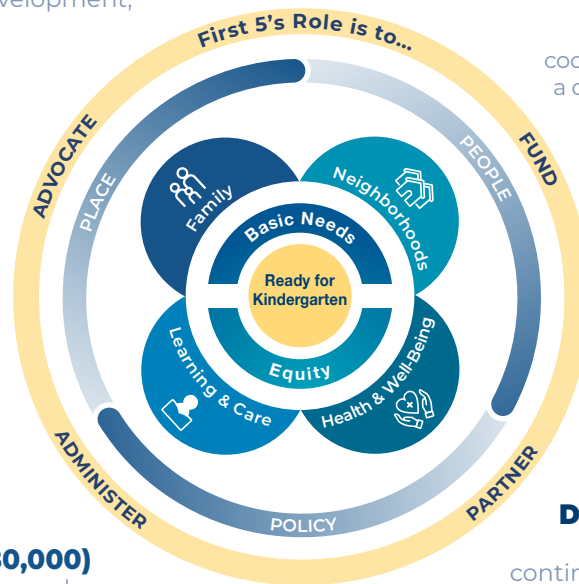 velopment,
First 5's Role is to...
coo
a c
ADVOCATE
FUND
PLACE
PEOPLE
Family
Neighborhoods
Basic Needs
Ready for
Kindergarten
Equity
Learning & Care
Health & Well-Being
ADMINISTER
PARTNER
POLICY
D
30,000)
contin